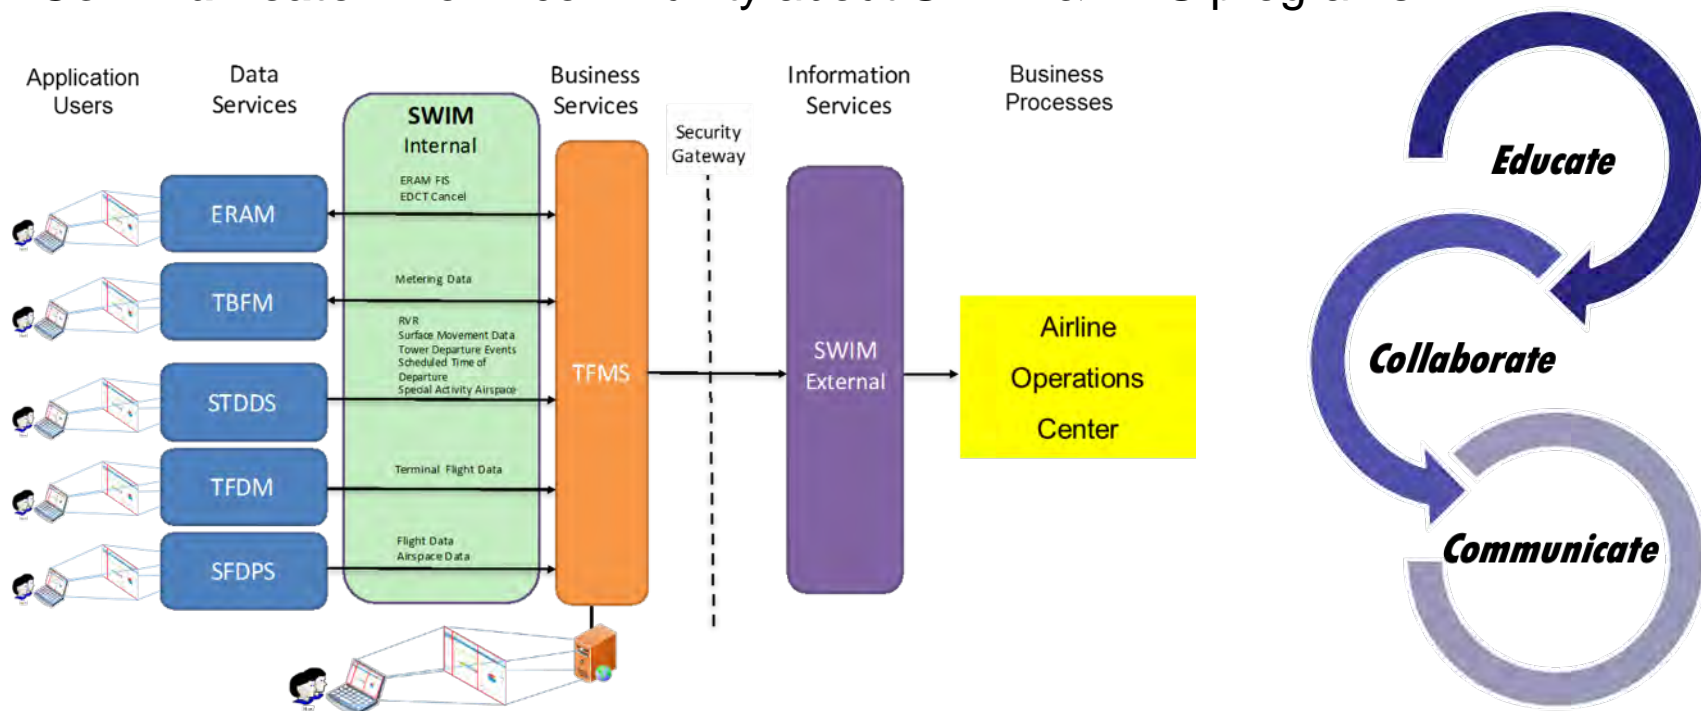 Application
Users
Data
Services
SWIM
Internal
Business
Services
Security
Gateway
Information
Services
Business
Processes
ERAM
ERAM FIS
EDCT Cancel
TBFM
Metering Data
RVR
Surface Movement Data
Tower Departure Events
Scheduled Time of
Departure
Special Activity Airspace
STDDS
TFDM
Terminal Flight Data
SFDPS
Flight Data
Airspace Data
TFMS
SWIM
External
Airline
Operations
Center
Educate
Collaborate
Communicate